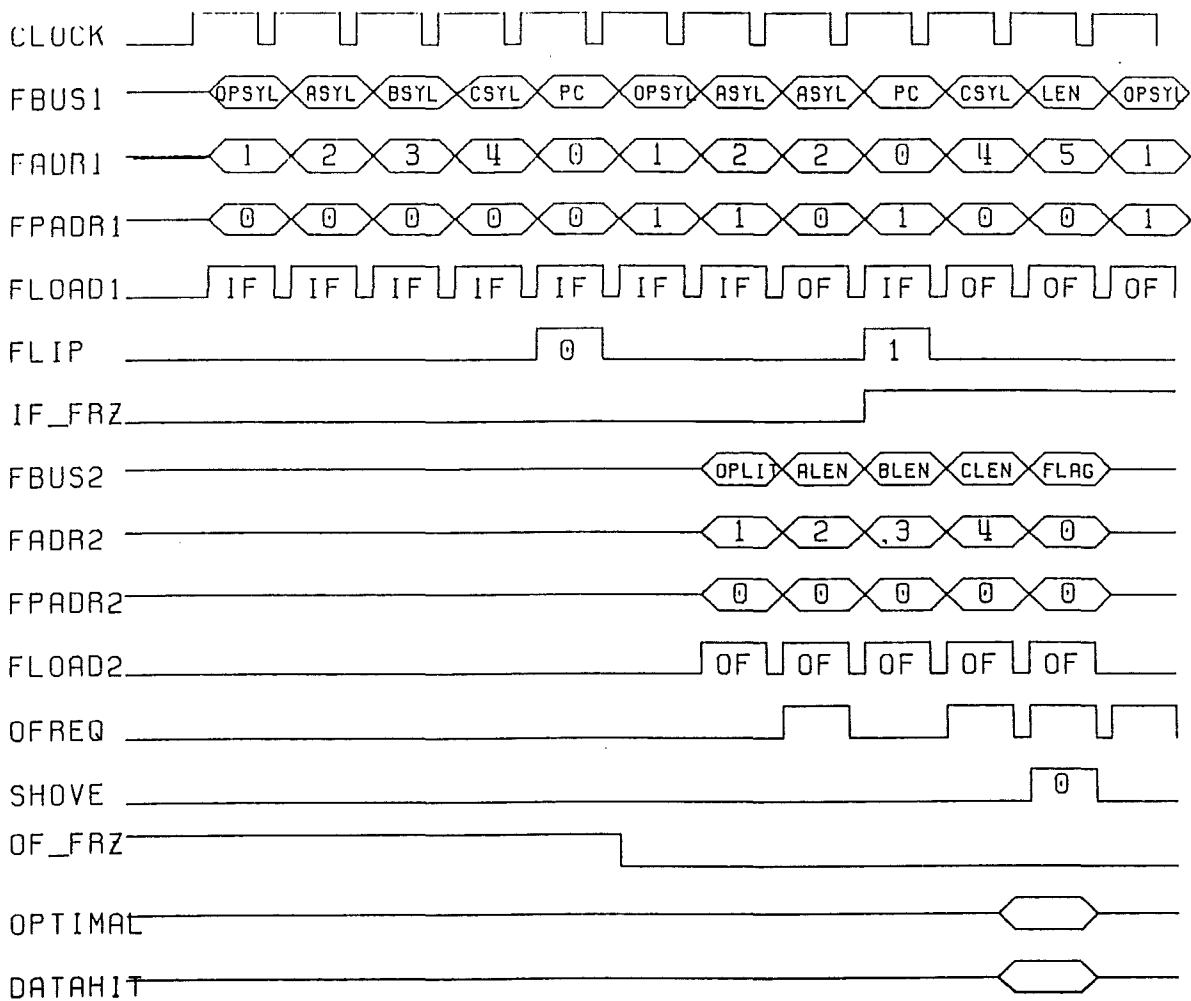 CLOCK
FBUS1 OPSYL ASYL BSYL CSYL PC OPSYL ASYL ASYL PC CSYL LEN OPSYL
FADR1 1 2 3 4 0 1 2 2 0 4 5 1
FPADR1 0 0 0 0 0 1 1 0 1 0 0 1
FLOAD1 IF IF IF IF IF IF IF OF IF OF OF OF
FLIP 0 1
IF_FRZ
FBUS2 OPLIT ALEN BLEN CLEN FLAG
FADR2 1 2 3 4 0
FPADR2 0 0 0 0 0
FLOAD2 OF OF OF OF OF
OFREQ
SHOVE 0
OF_FRZ
OPTIMAL
DATAHIT